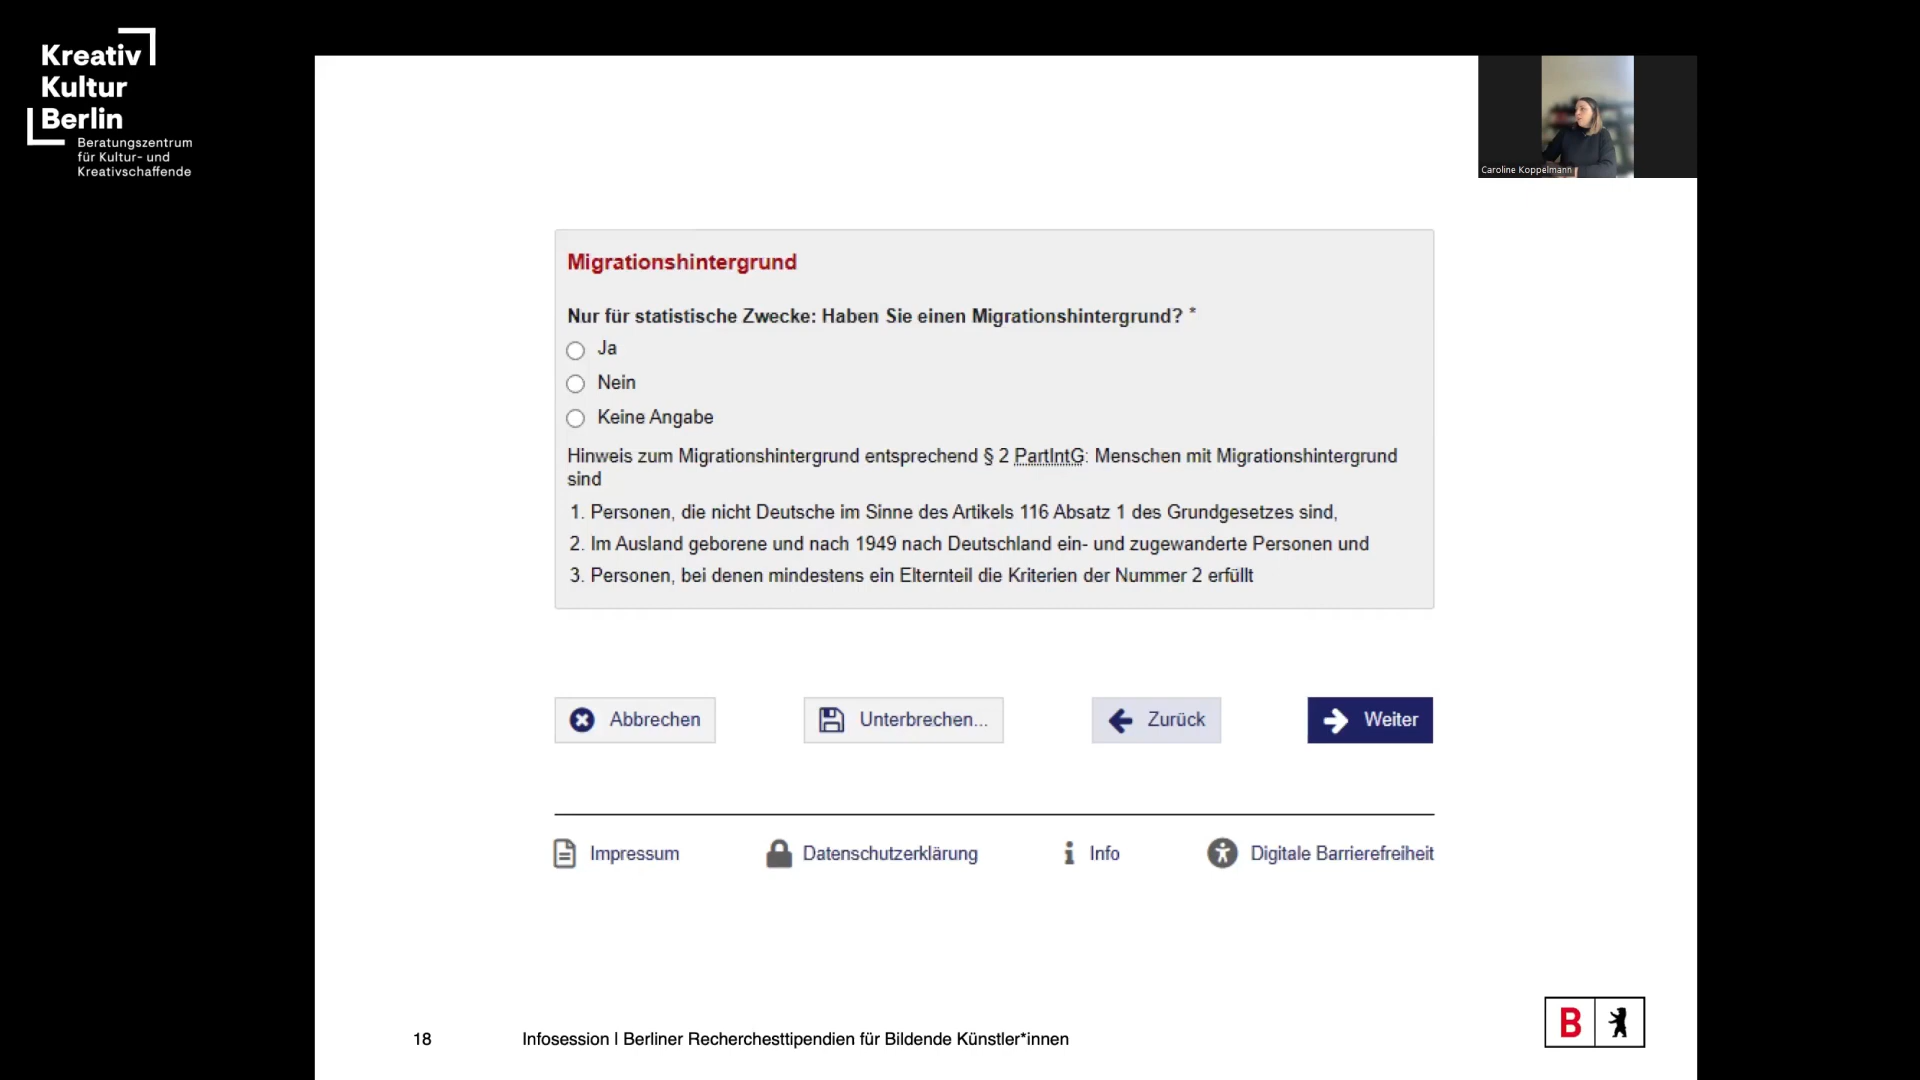 Kreativ
Kultur
Berlin
Beratungszentrum
für Kultur- und
Kreativschaffende
Caroline Koppelmann
Migrationshintergrund
Nur für statistische Zwecke: Haben Sie einen Migrationshintergrund? *
Ja
Nein
Keine Angabe
Hinweis zum Migrationshintergrund entsprechend § 2 PartIntG: Menschen mit Migrationshintergrund
sind
1. Personen, die nicht Deutsche im Sinne des Artikels 116 Absatz 1 des Grundgesetzes sind,
2. Im Ausland geborene und nach 1949 nach Deutschland ein- und zugewanderte Personen und
3. Personen, bei denen mindestens ein Elternteil die Kriterien der Nummer 2 erfüllt
Abbrechen Unterbrechen... Zurück Weiter
Impressum Datenschutzerklärung Info Digitale Barrierefreiheit
18 Infosession I Berliner Recherchesttipendien für Bildende Künstler*innen
B